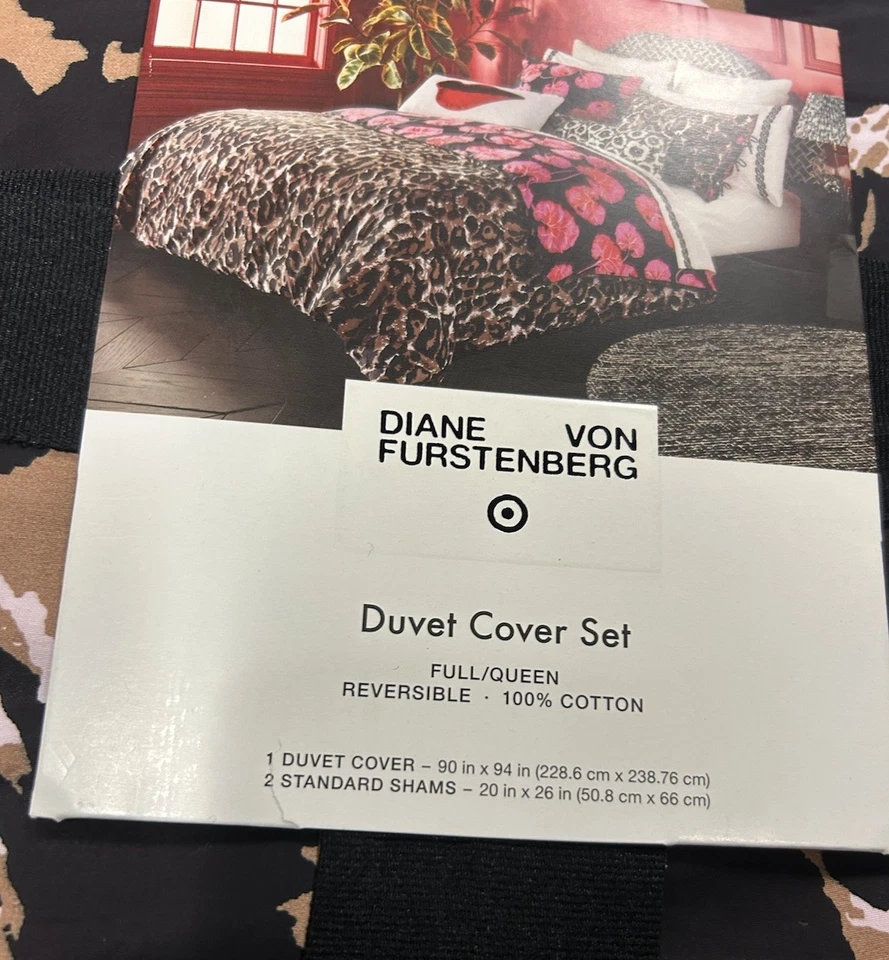 DIANE VON
FURSTENBERG
Duvet Cover Set
FULL/QUEEN
REVERSIBLE · 100% COTTON
1 DUVET COVER – 90 in x 94 in (228.6 cm x 238.76 cm)
2 STANDARD SHAMS – 20 in x 26 in (50.8 cm x 66 cm)